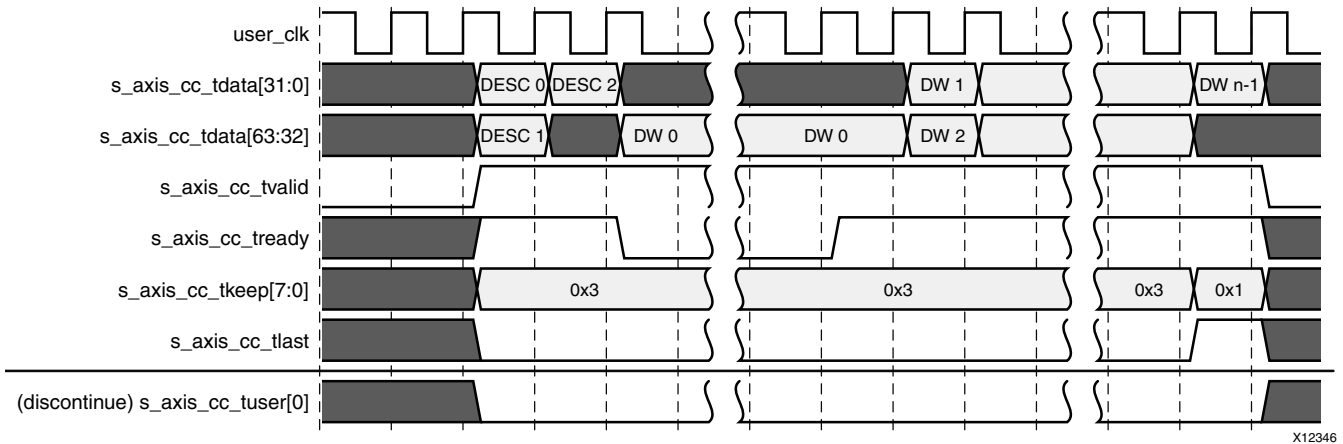 user_clk
s_axis_cc_tdata[31:0] DESC 0 DESC 2 DW 1 DW n-1
s_axis_cc_tdata[63:32] DESC 1 DW 0 DW 0 DW 2
s_axis_cc_tvalid
s_axis_cc_tready
s_axis_cc_tkeep[7:0] 0x3 0x3 0x3 0x1
s_axis_cc_tlast
(discontinue) s_axis_cc_tuser[0]
X12346